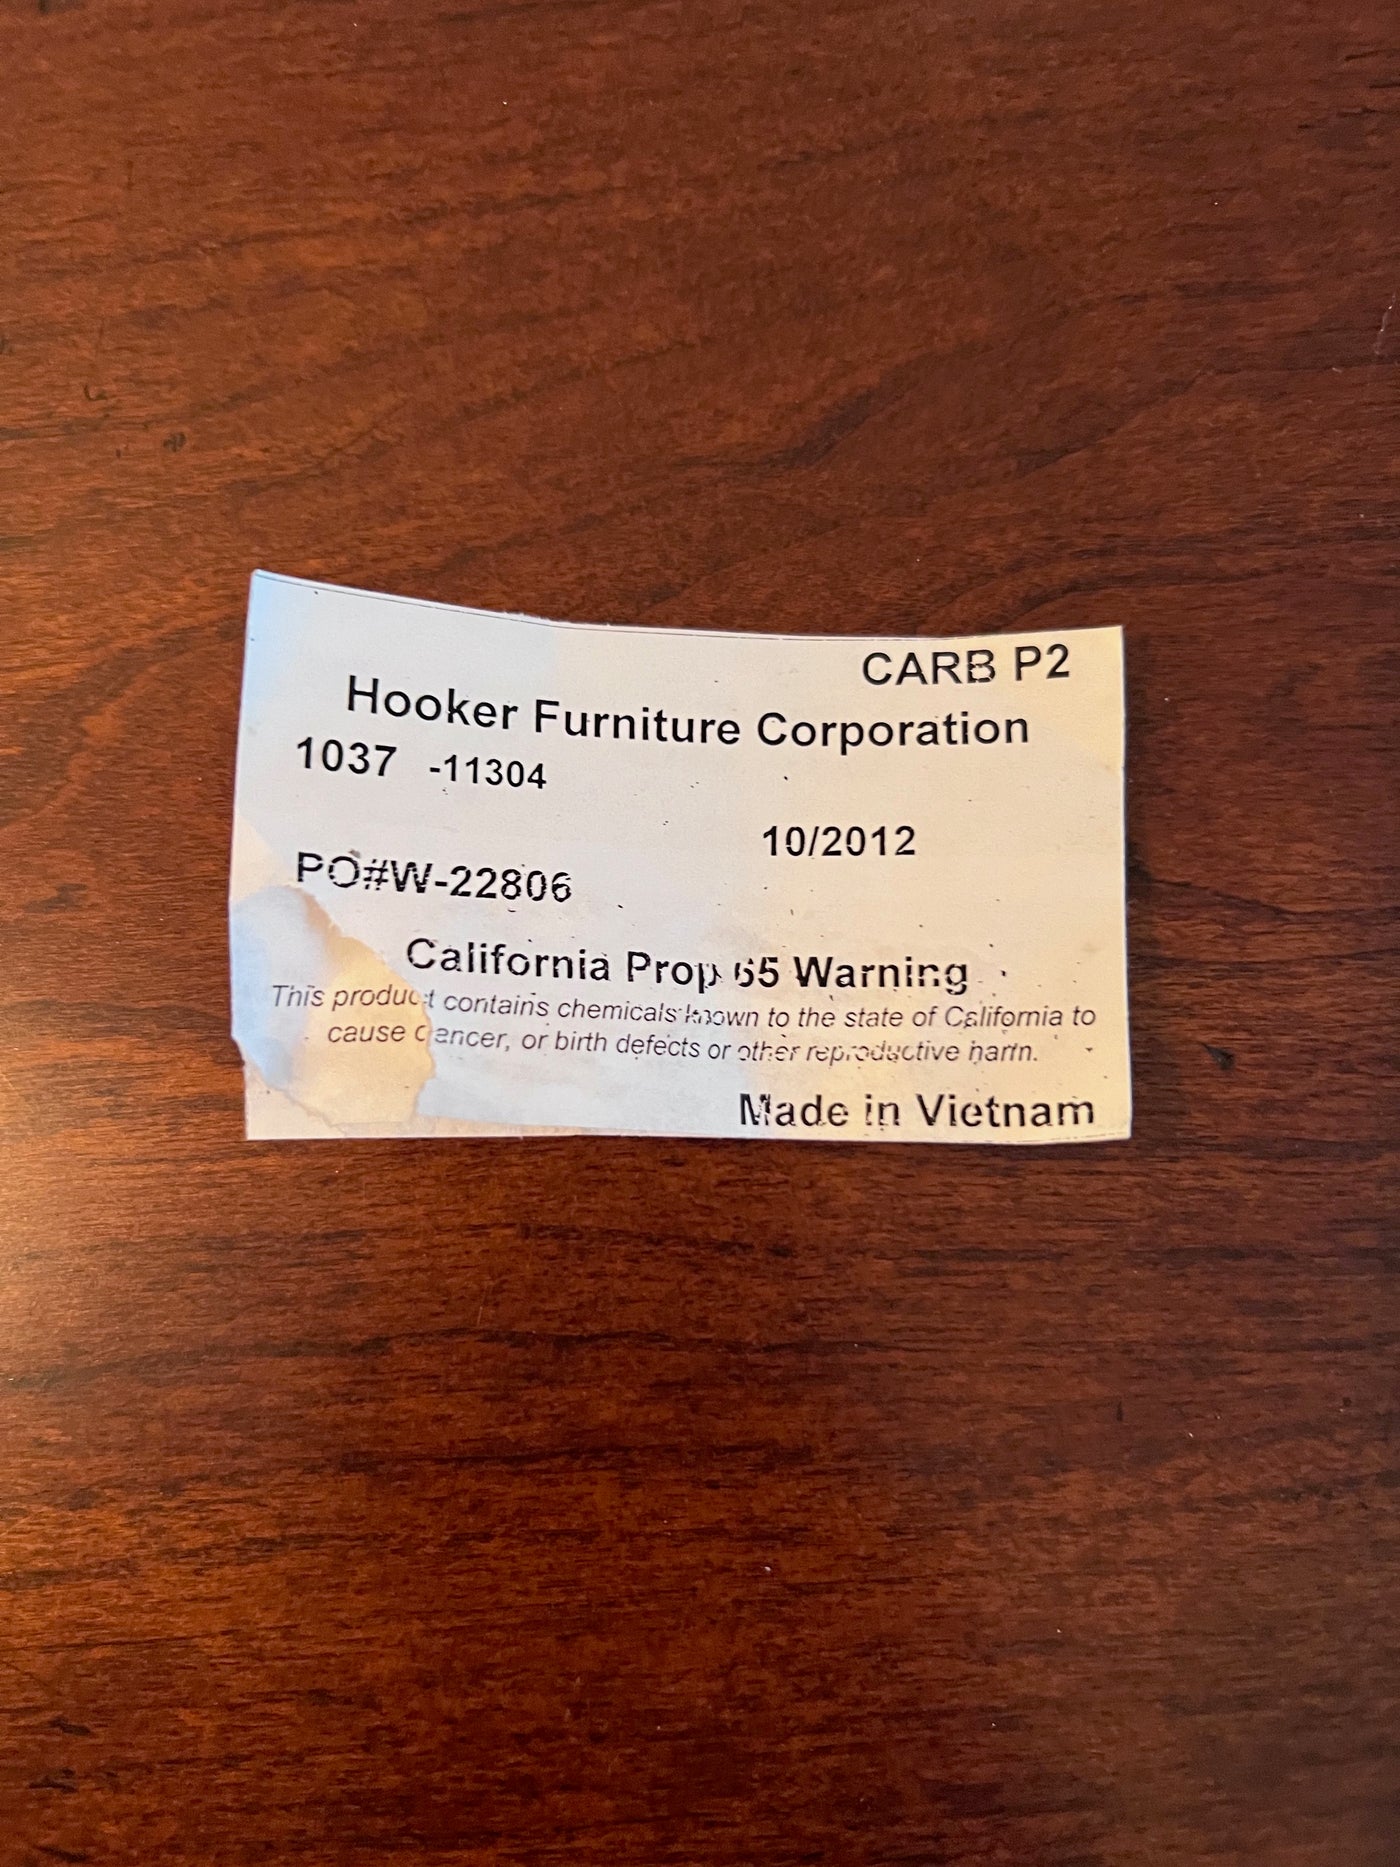 CARB P2
Hooker Furniture Corporation
1037 -11304
10/2012
PO#W-22806
California Prop 65 Warning
This product contains chemicals known to the state of California to
cause cancer, or birth defects or other reproductive harm.
Made in Vietnam